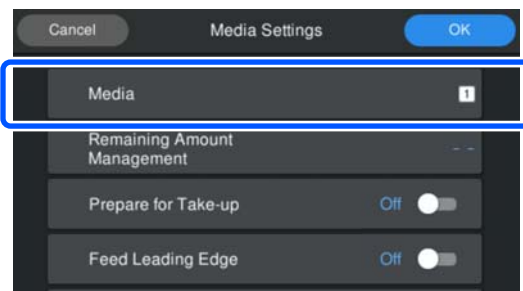 Cancel
Media Settings
OK
Media
1
Remaining Amount
Management
- -
Prepare for Take-up
Off
Feed Leading Edge
Off